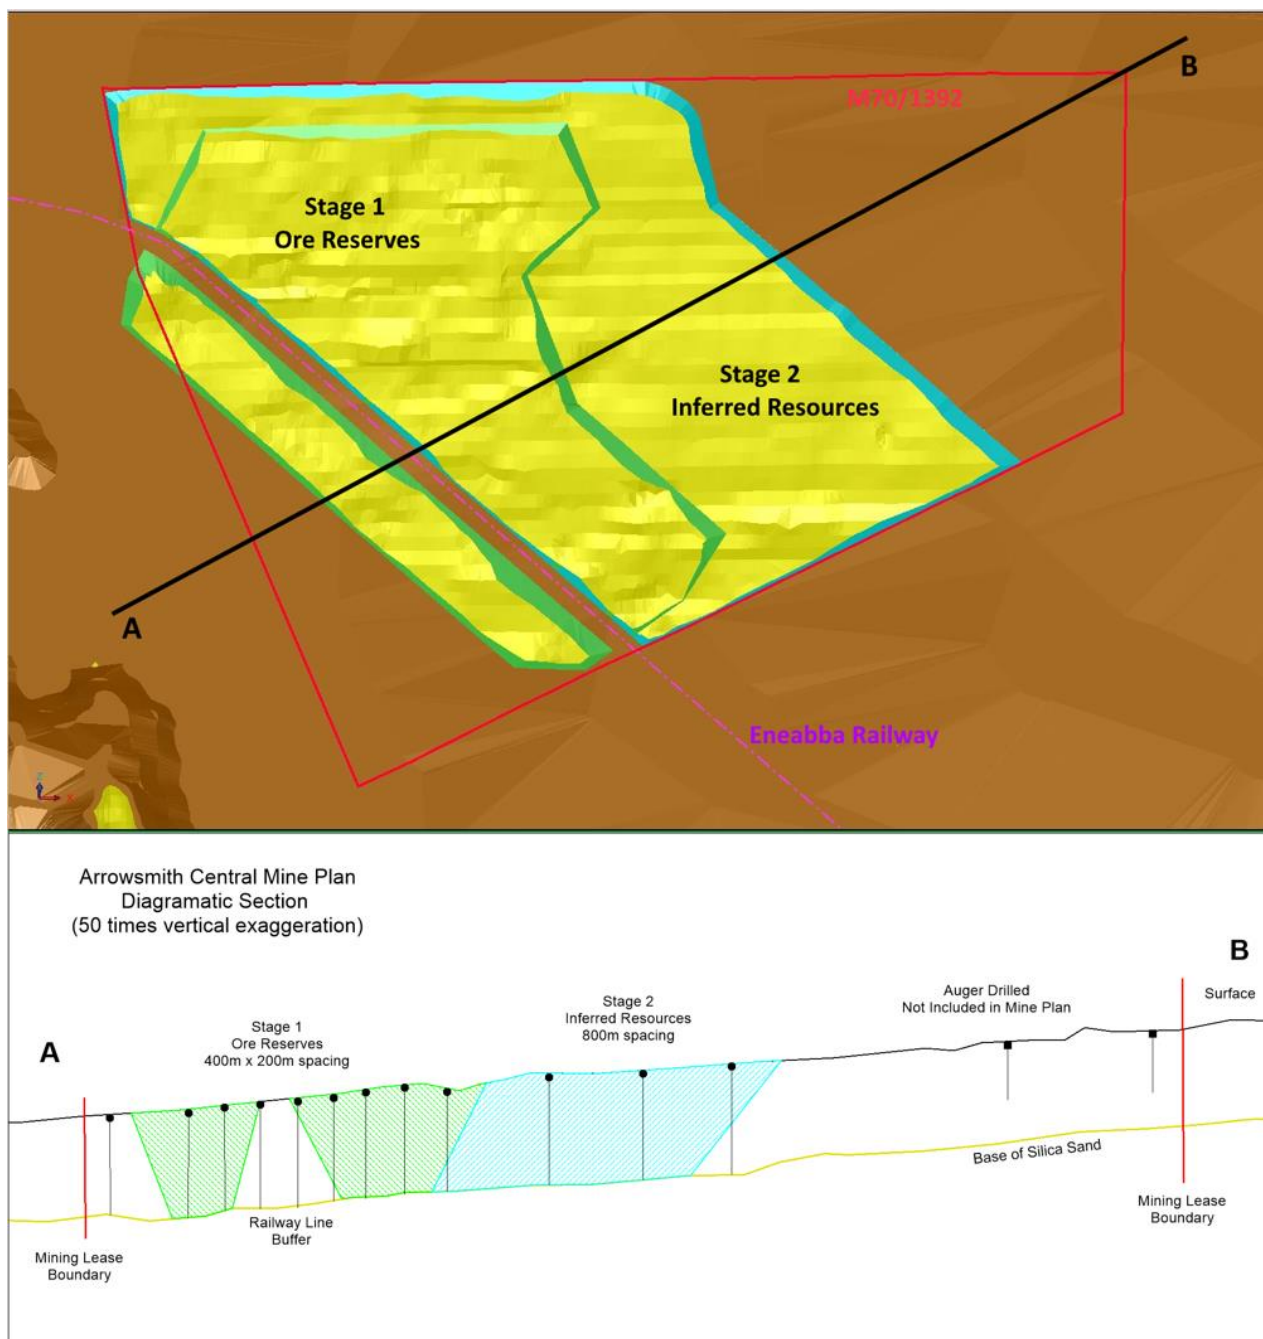 B
M70/1392
Stage 1
Ore Reserves
Stage 2
Inferred Resources
A
Eneabba Railway
Z
X
Arrowsmith Central Mine Plan
Diagramatic Section
(50 times vertical exaggeration)
B
Auger Drilled
Not Included in Mine Plan
Surface
Stage 2
Inferred Resources
800m spacing
Stage 1
Ore Reserves
400m x 200m spacing
A
Base of Silica Sand
Railway Line
Buffer
Mining Lease
Boundary
Mining Lease
Boundary